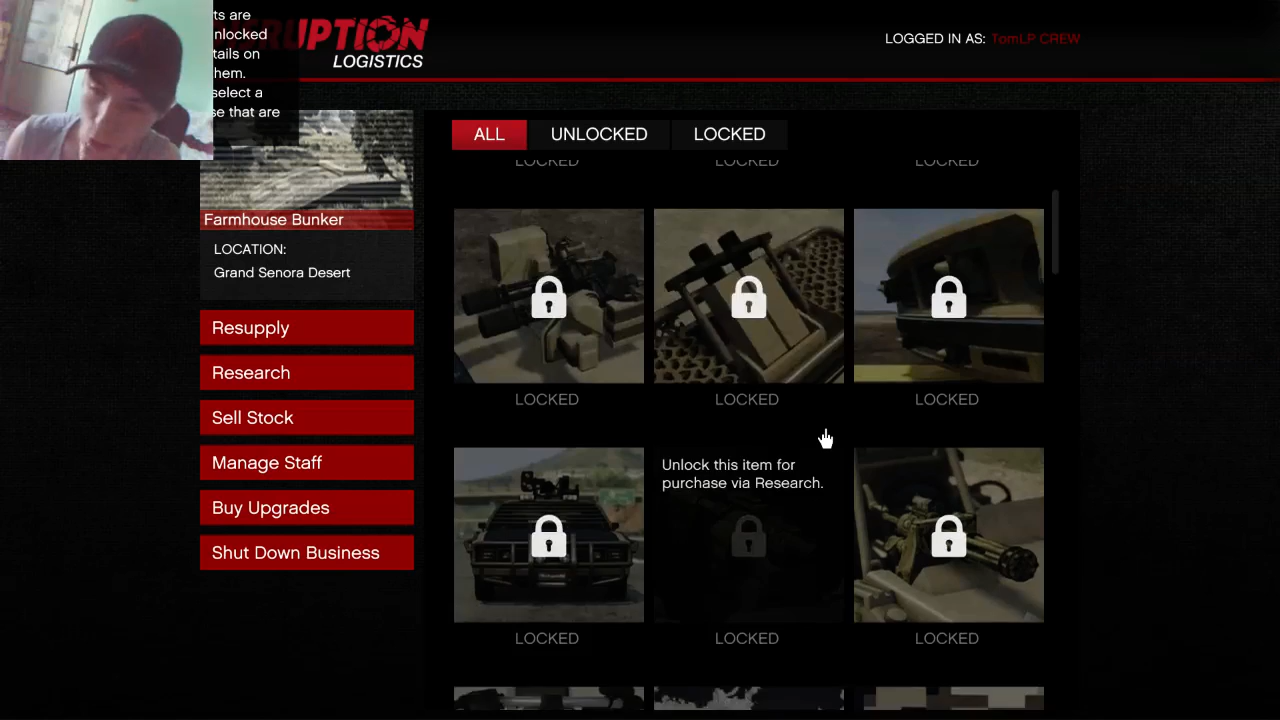 ts are
nlocked
tails on
hem.
select a
se that are
RUPTION
LOGISTICS
LOGGED IN AS: TomLP CREW
ALL UNLOCKED LOCKED
LOCKED LOCKED LOCKED
Farmhouse Bunker
LOCATION:
Grand Senora Desert
Resupply
Research
Sell Stock
Manage Staff
Buy Upgrades
Shut Down Business
LOCKED LOCKED LOCKED
Unlock this item for
purchase via Research.
LOCKED LOCKED LOCKED